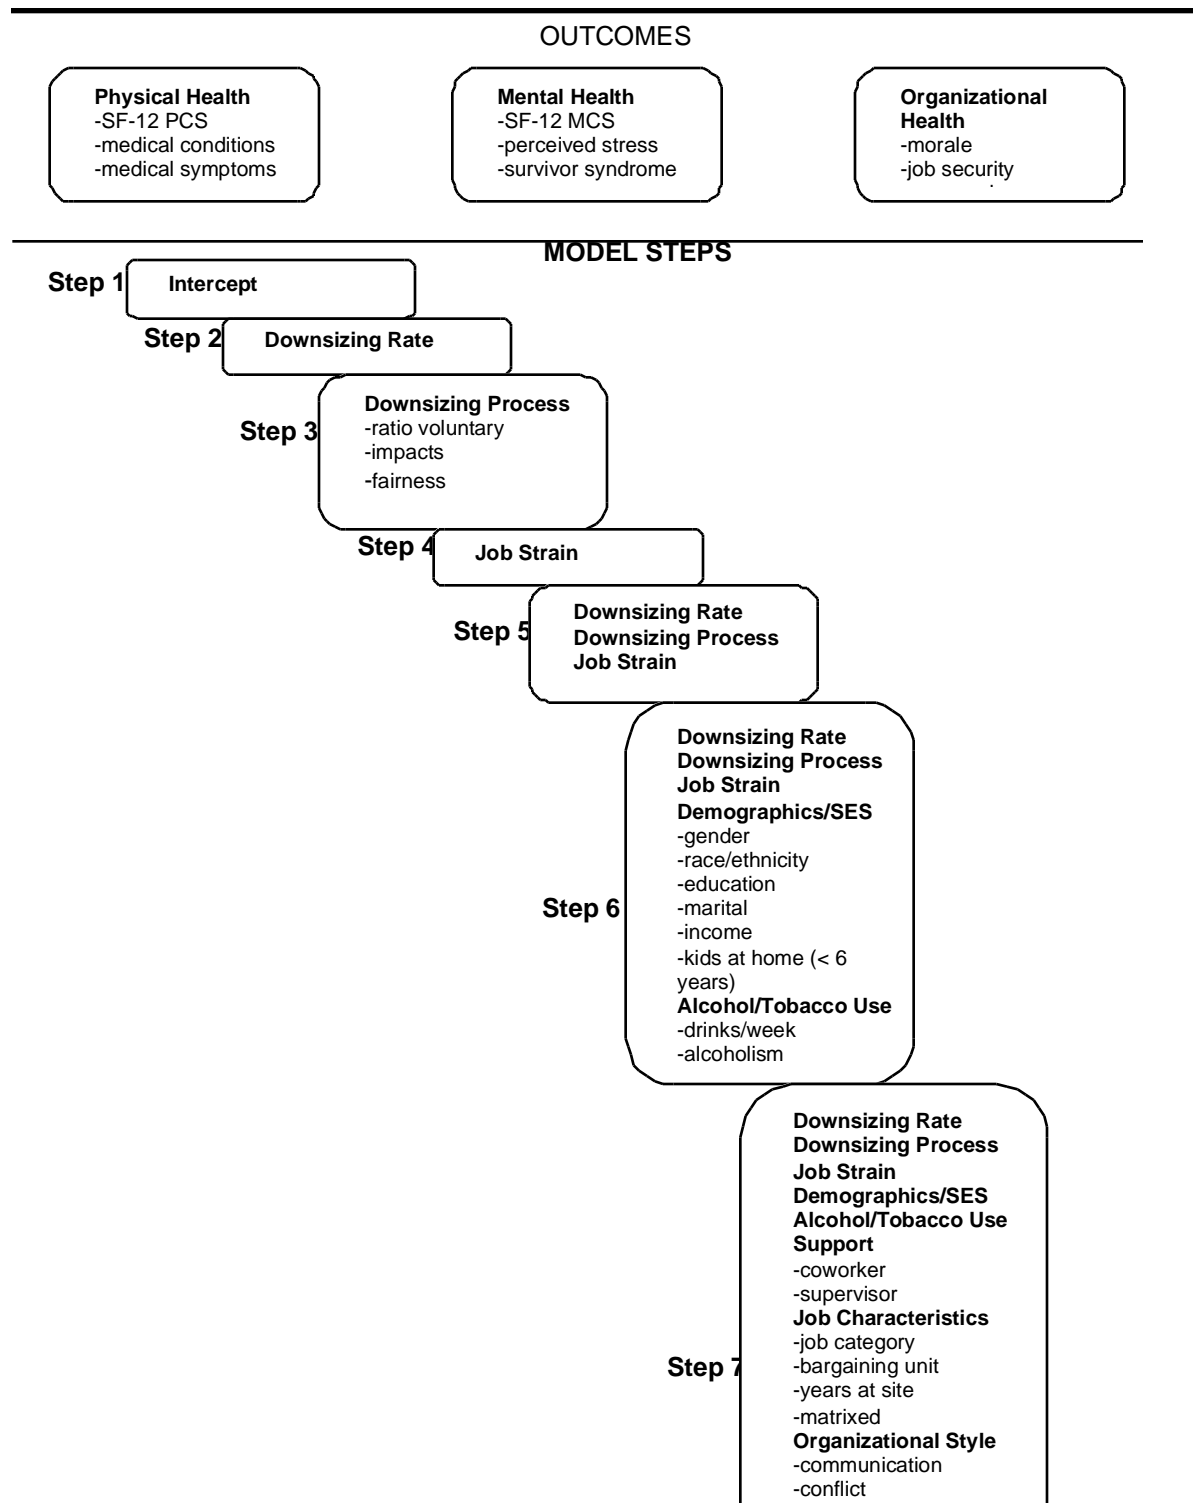 OUTCOMES
Physical Health
-SF-12 PCS
-medical conditions
-medical symptoms
Mental Health
-SF-12 MCS
-perceived stress
-survivor syndrome
Organizational
Health
-morale
-job security
MODEL STEPS
Step 1
Intercept
Step 2
Downsizing Rate
Step 3
Downsizing Process
-ratio voluntary
-impacts
-fairness
Step 4
Job Strain
Step 5
Downsizing Rate
Downsizing Process
Job Strain
Step 6
Downsizing Rate
Downsizing Process
Job Strain
Demographics/SES
-gender
-race/ethnicity
-education
-marital
-income
-kids at home (< 6
years)
Alcohol/Tobacco Use
-drinks/week
-alcoholism
Step 7
Downsizing Rate
Downsizing Process
Job Strain
Demographics/SES
Alcohol/Tobacco Use
Support
-coworker
-supervisor
Job Characteristics
-job category
-bargaining unit
-years at site
-matrixed
Organizational Style
-communication
-conflict